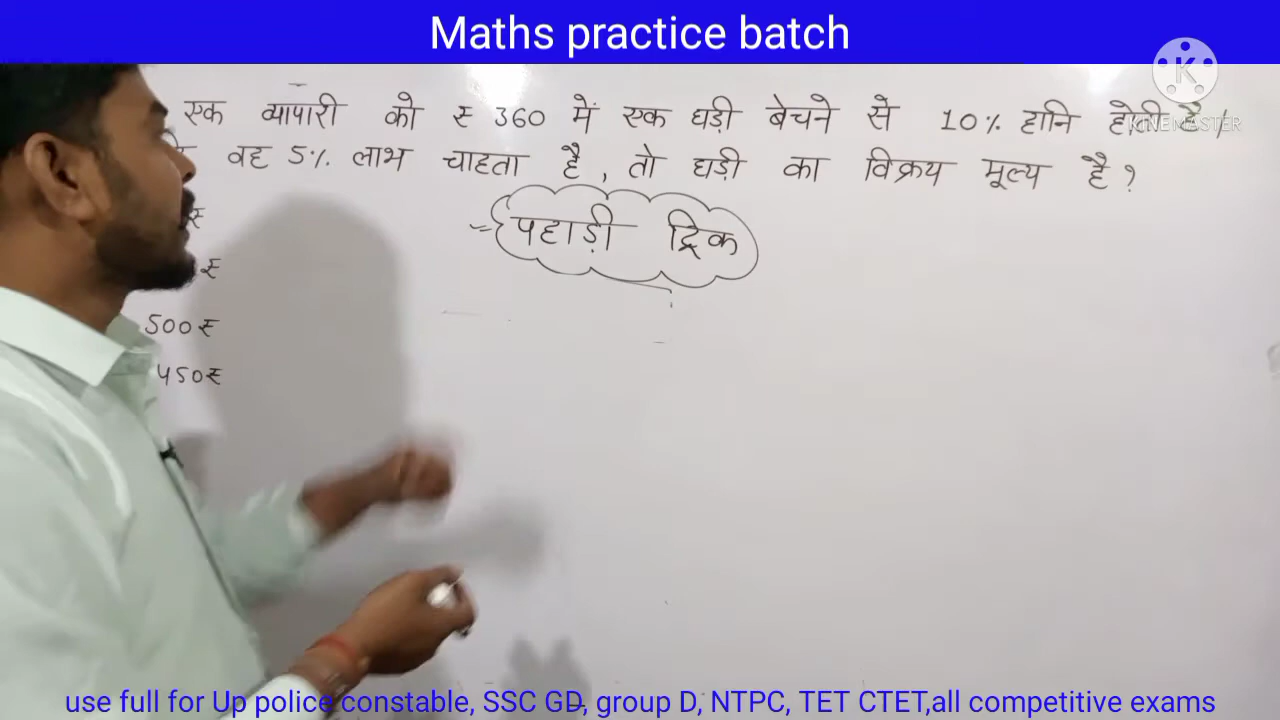 Maths practice batch
एक व्यापारी को ₹ 360 में एक घड़ी बेचने से 10% हानि होती है।
वह 5% लाभ चाहता है, तो घड़ी का विक्रय मूल्य है?
पहाड़ी ट्रिक
₹
₹
500₹
450₹
KINEMASTER
use full for Up police constable, SSC GD, group D, NTPC, TET CTET,all competitive exams